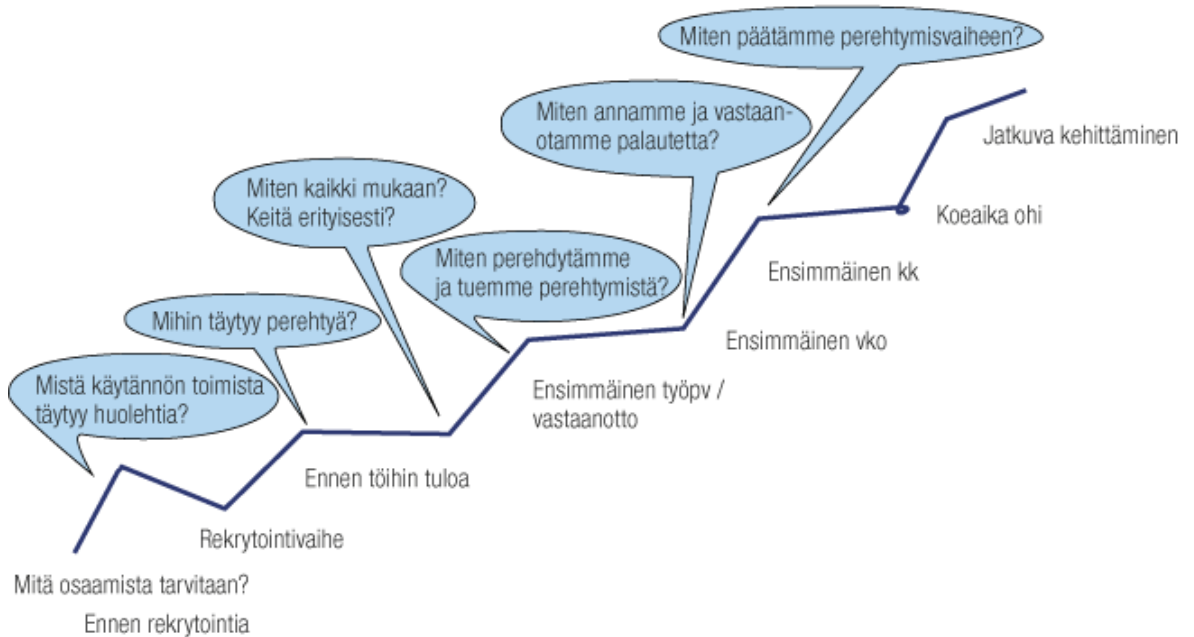 Miten päätämme perehtymisvaiheen?
Miten annamme ja vastaan-
otamme palautetta?
Jatkuva kehittäminen
Miten kaikki mukaan?
Keitä erityisesti?
Koeaika ohi
Miten perehdytämme
ja tuemme perehtymistä?
Ensimmäinen kk
Mihin täytyy perehtyä?
Ensimmäinen vko
Mistä käytännön toimista
täytyy huolehtia?
Ensimmäinen työpv /
vastaanotto
Ennen töihin tuloa
Rekrytointivaihe
Mitä osaamista tarvitaan?
Ennen rekrytointia